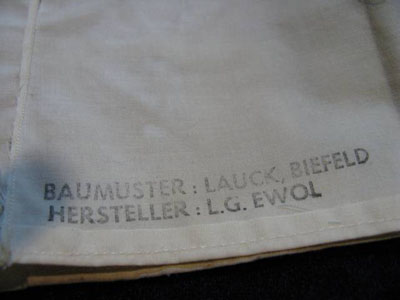 BAUMUSTER : LAUCK, BIEFELD
HERSTELLER : L.G. EWOL